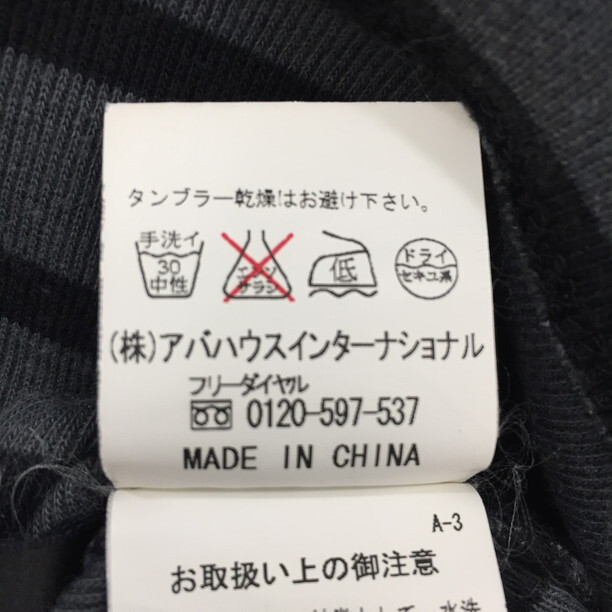 タンブラー乾燥はお避け下さい。
手洗イ 30 中性 エンソ サラシ 低 ドライ セキユ系
(株)アバハウスインターナショナル
フリーダイヤル
0120-597-537
MADE IN CHINA
A-3
お取扱い上の御注意